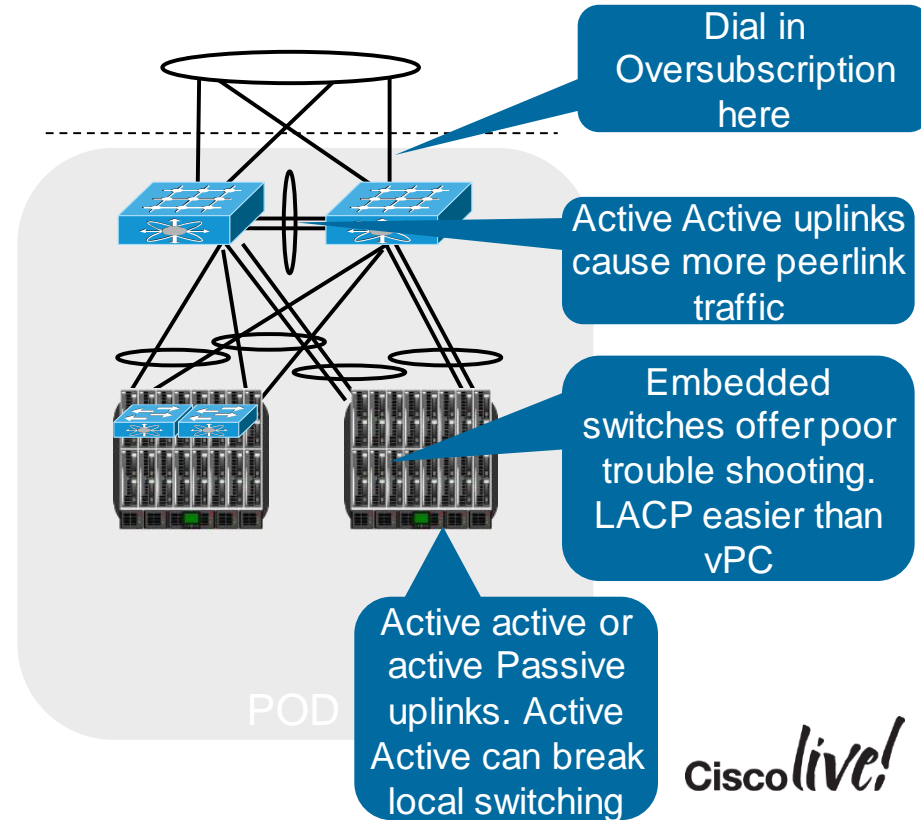 Dial in
Oversubscription
here
Active Active uplinks
cause more peerlink
traffic
Embedded
switches offer poor
trouble shooting.
LACP easier than
vPC
Active active or
active Passive
uplinks. Active
Active can break
local switching
POD
Cisco live!